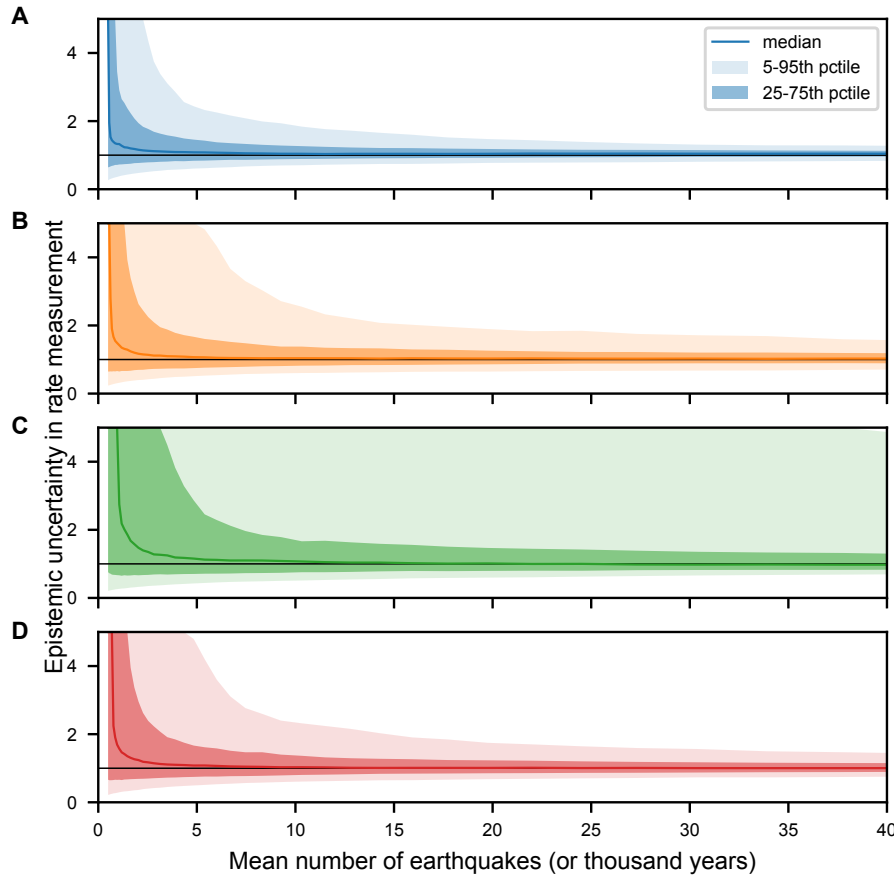 A
4
2
0
median
5-95th pctile
25-75th pctile
B
4
2
0
C
4
2
0
D
4
2
0
0
5
10
15
20
25
30
35
40
Epistemic uncertainty in rate measurement
Mean number of earthquakes (or thousand years)